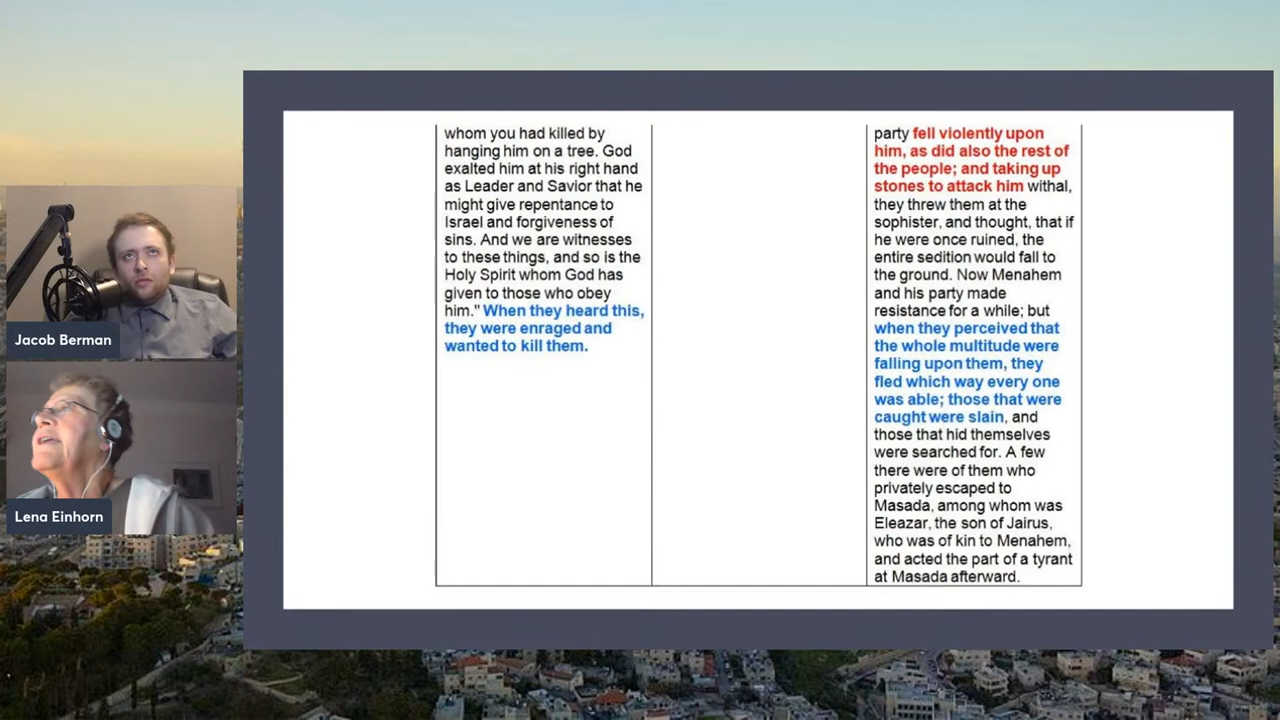 whom you had killed by
hanging him on a tree. God
exalted him at his right hand
as Leader and Savior that he
might give repentance to
Israel and forgiveness of
sins. And we are witnesses
to these things, and so is the
Holy Spirit whom God has
given to those who obey
him." When they heard this,
they were enraged and
wanted to kill them.
party fell violently upon
him, as did also the rest of
the people; and taking up
stones to attack him withal,
they threw them at the
sophister, and thought, that if
he were once ruined, the
entire sedition would fall to
the ground. Now Menahem
and his party made
resistance for a while; but
when they perceived that
the whole multitude were
falling upon them, they
fled which way every one
was able; those that were
caught were slain, and
those that hid themselves
were searched for. A few
there were of them who
privately escaped to
Masada, among whom was
Eleazar, the son of Jairus,
who was of kin to Menahem,
and acted the part of a tyrant
at Masada afterward.
Jacob Berman
Lena Einhorn